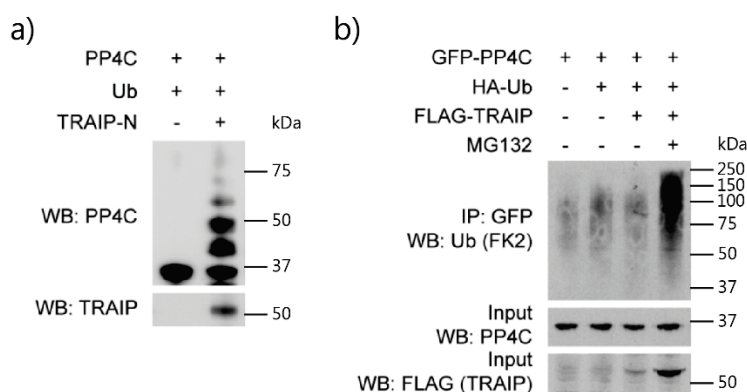 a)
PP4C + +
Ub + +
TRAIP-N - +
kDa
75
WB: PP4C
50
37
WB: TRAIP
50
b)
GFP-PP4C + + + +
HA-Ub - + + +
FLAG-TRAIP - - + +
MG132 - - - +
kDa
250
150
100
IP: GFP
75
WB: Ub (FK2)
50
37
Input
37
WB: PP4C
Input
WB: FLAG (TRAIP)
50